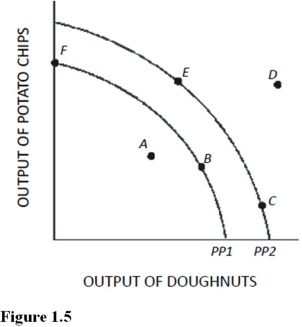 OUTPUT OF POTATO CHIPS
F
E
D
A
B
C
PP1 PP2
OUTPUT OF DOUGHNUTS
Figure 1.5